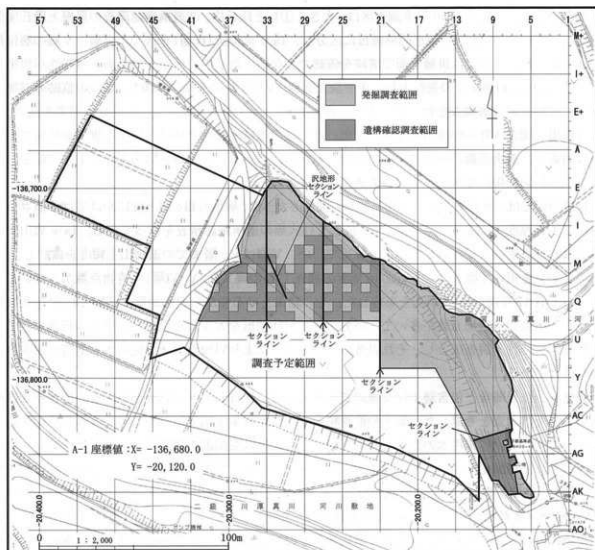 57 53 49 45 41 37 33 29 25 21 17 13 9 5 1
M+
I+
E+
A
E
I
M
Q
U
Y
AC
AG
AK
AO
発掘調査範囲
遺構確認調査範囲
沢地形
セクション
ライン
-136,700.0
セクション
ライン
セクション
ライン
調査予定範囲
セクション
ライン
-136,800.0
セクション
ライン
A-1 座標値:X= -136,680.0
Y= -20,120.0
-20,400.0
-20,300.0
-20,200.0
二級 川厚真川 河川敷地
0 1:2,000 100m